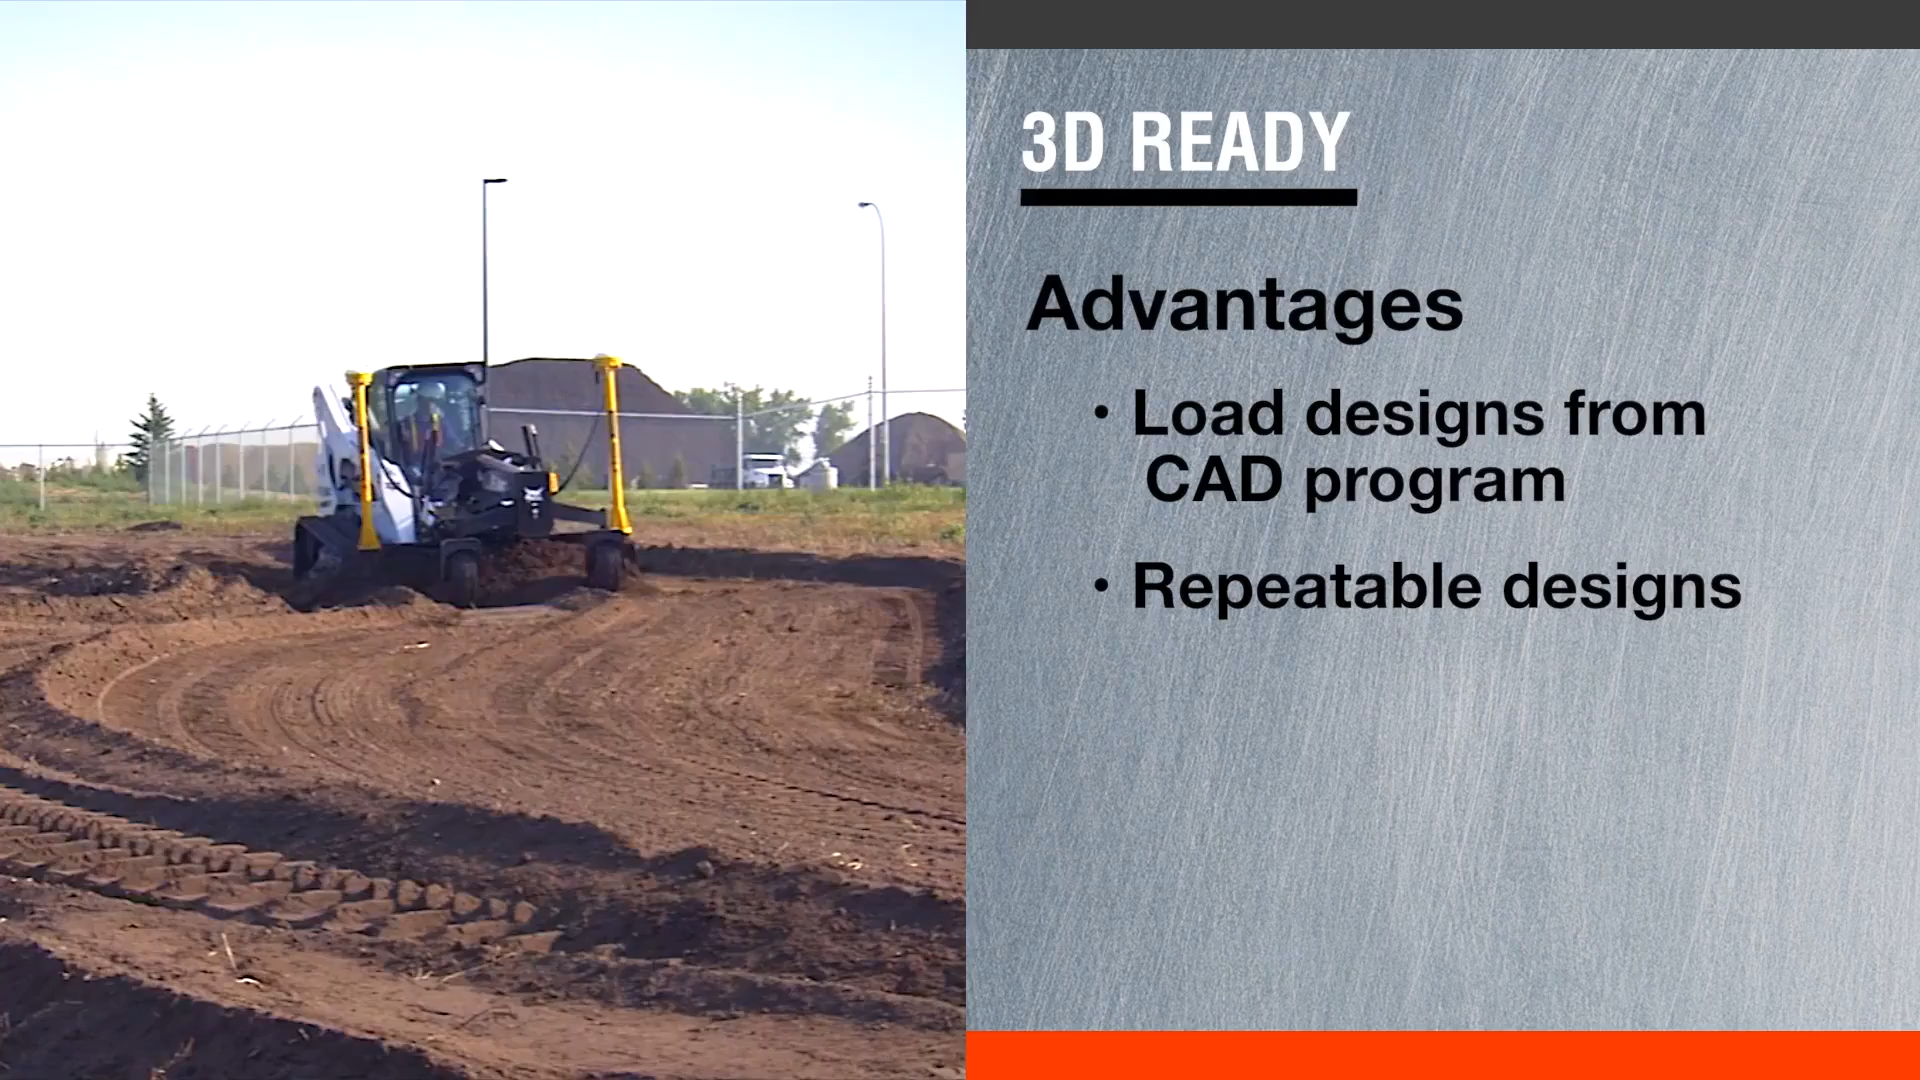 3D READY
Advantages
• Load designs from
CAD program
• Repeatable designs